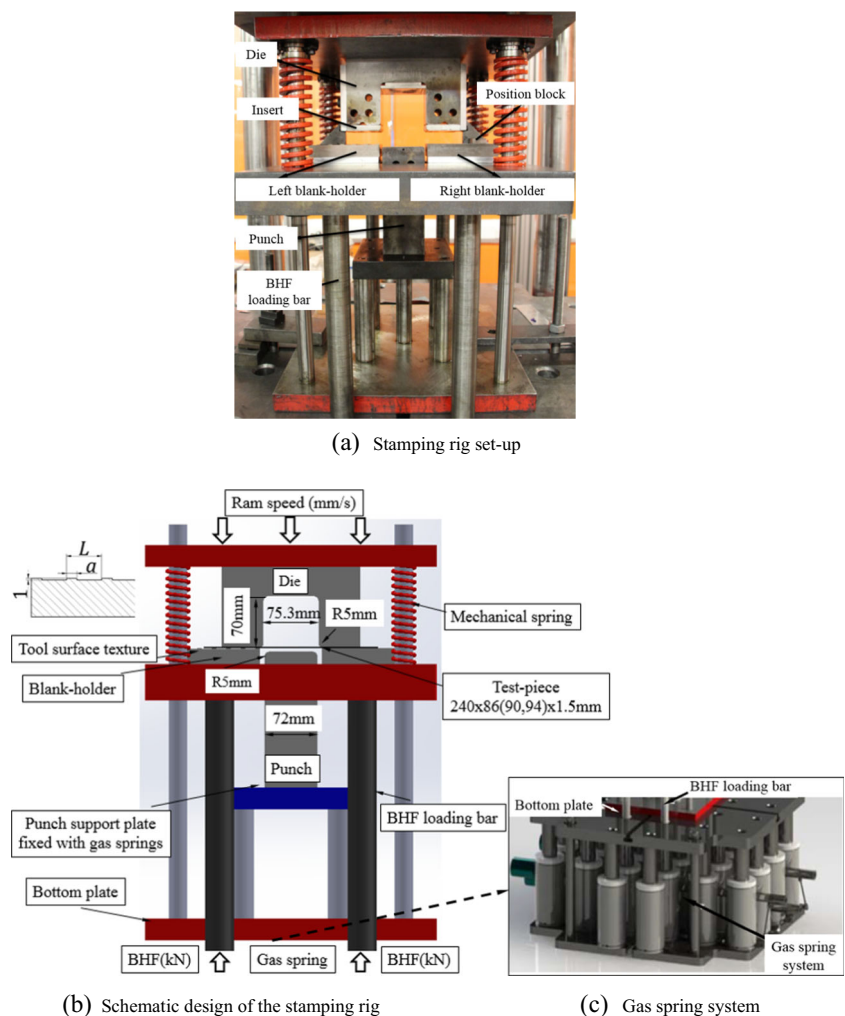 Die
Insert
Position block
Left blank-holder
Right blank-holder
Punch
BHF
loading bar
(a) Stamping rig set-up
Ram speed (mm/s)
L
a
1
Die
70mm
75.3mm
R5mm
Mechanical spring
Tool surface texture
Blank-holder
R5mm
Test-piece
240x86(90,94)x1.5mm
72mm
Punch
Punch support plate
fixed with gas springs
BHF loading bar
Bottom plate
BHF(kN)
Gas spring
BHF(kN)
BHF loading bar
Bottom plate
Gas spring
system
(b) Schematic design of the stamping rig
(c) Gas spring system